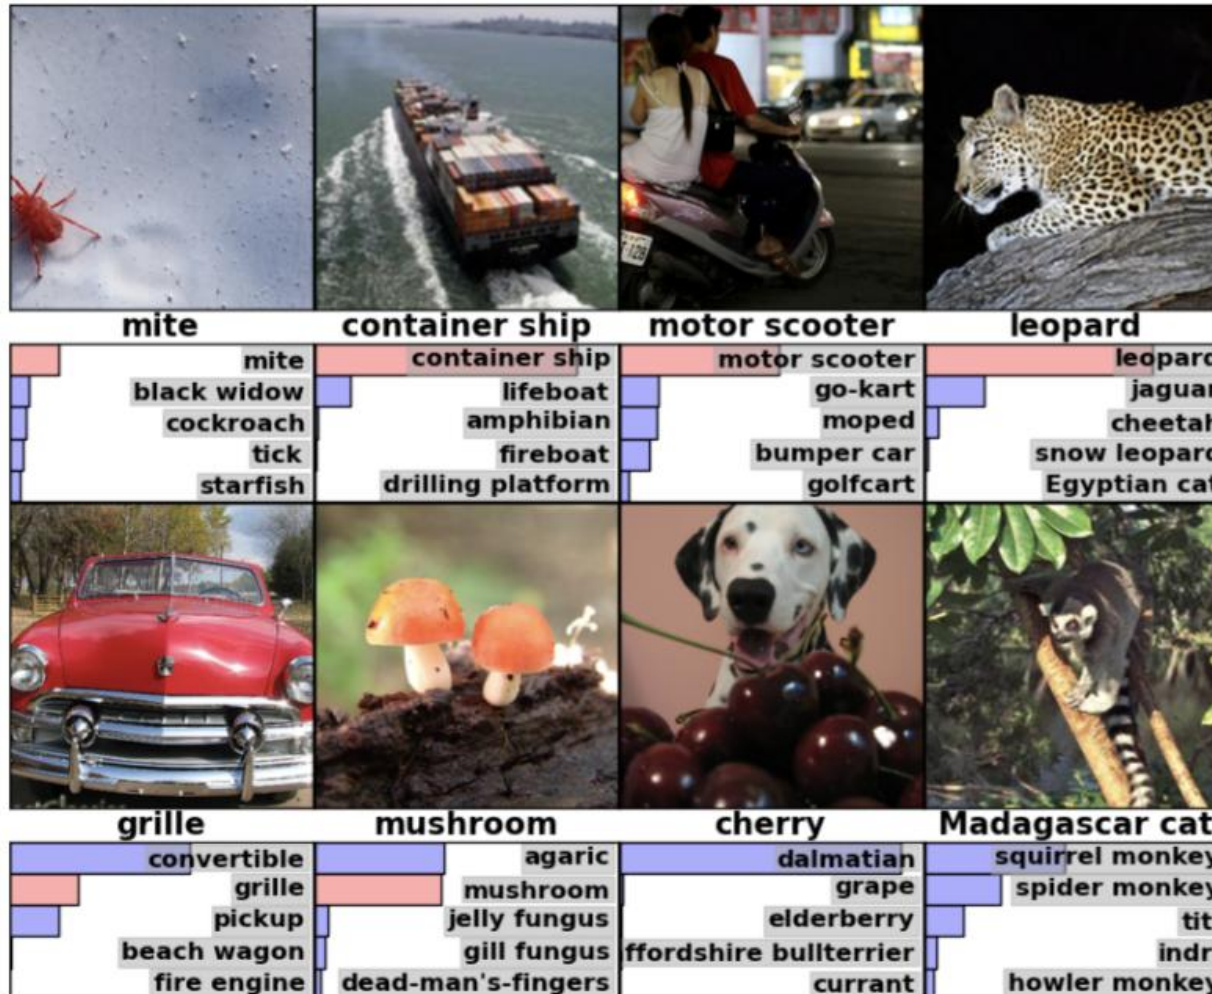 mite
container ship
motor scooter
leopard
mite
black widow
cockroach
tick
starfish
container ship
lifeboat
amphibian
fireboat
drilling platform
motor scooter
go-kart
moped
bumper car
golfcart
leopard
jaguar
cheetah
snow leopard
Egyptian cat
grille
mushroom
cherry
Madagascar cat
convertible
grille
pickup
beach wagon
fire engine
agaric
mushroom
jelly fungus
gill fungus
dead-man's-fingers
dalmatian
grape
elderberry
ffordshire bullterrier
currant
squirrel monkey
spider monkey
tit
indr
howler monkey